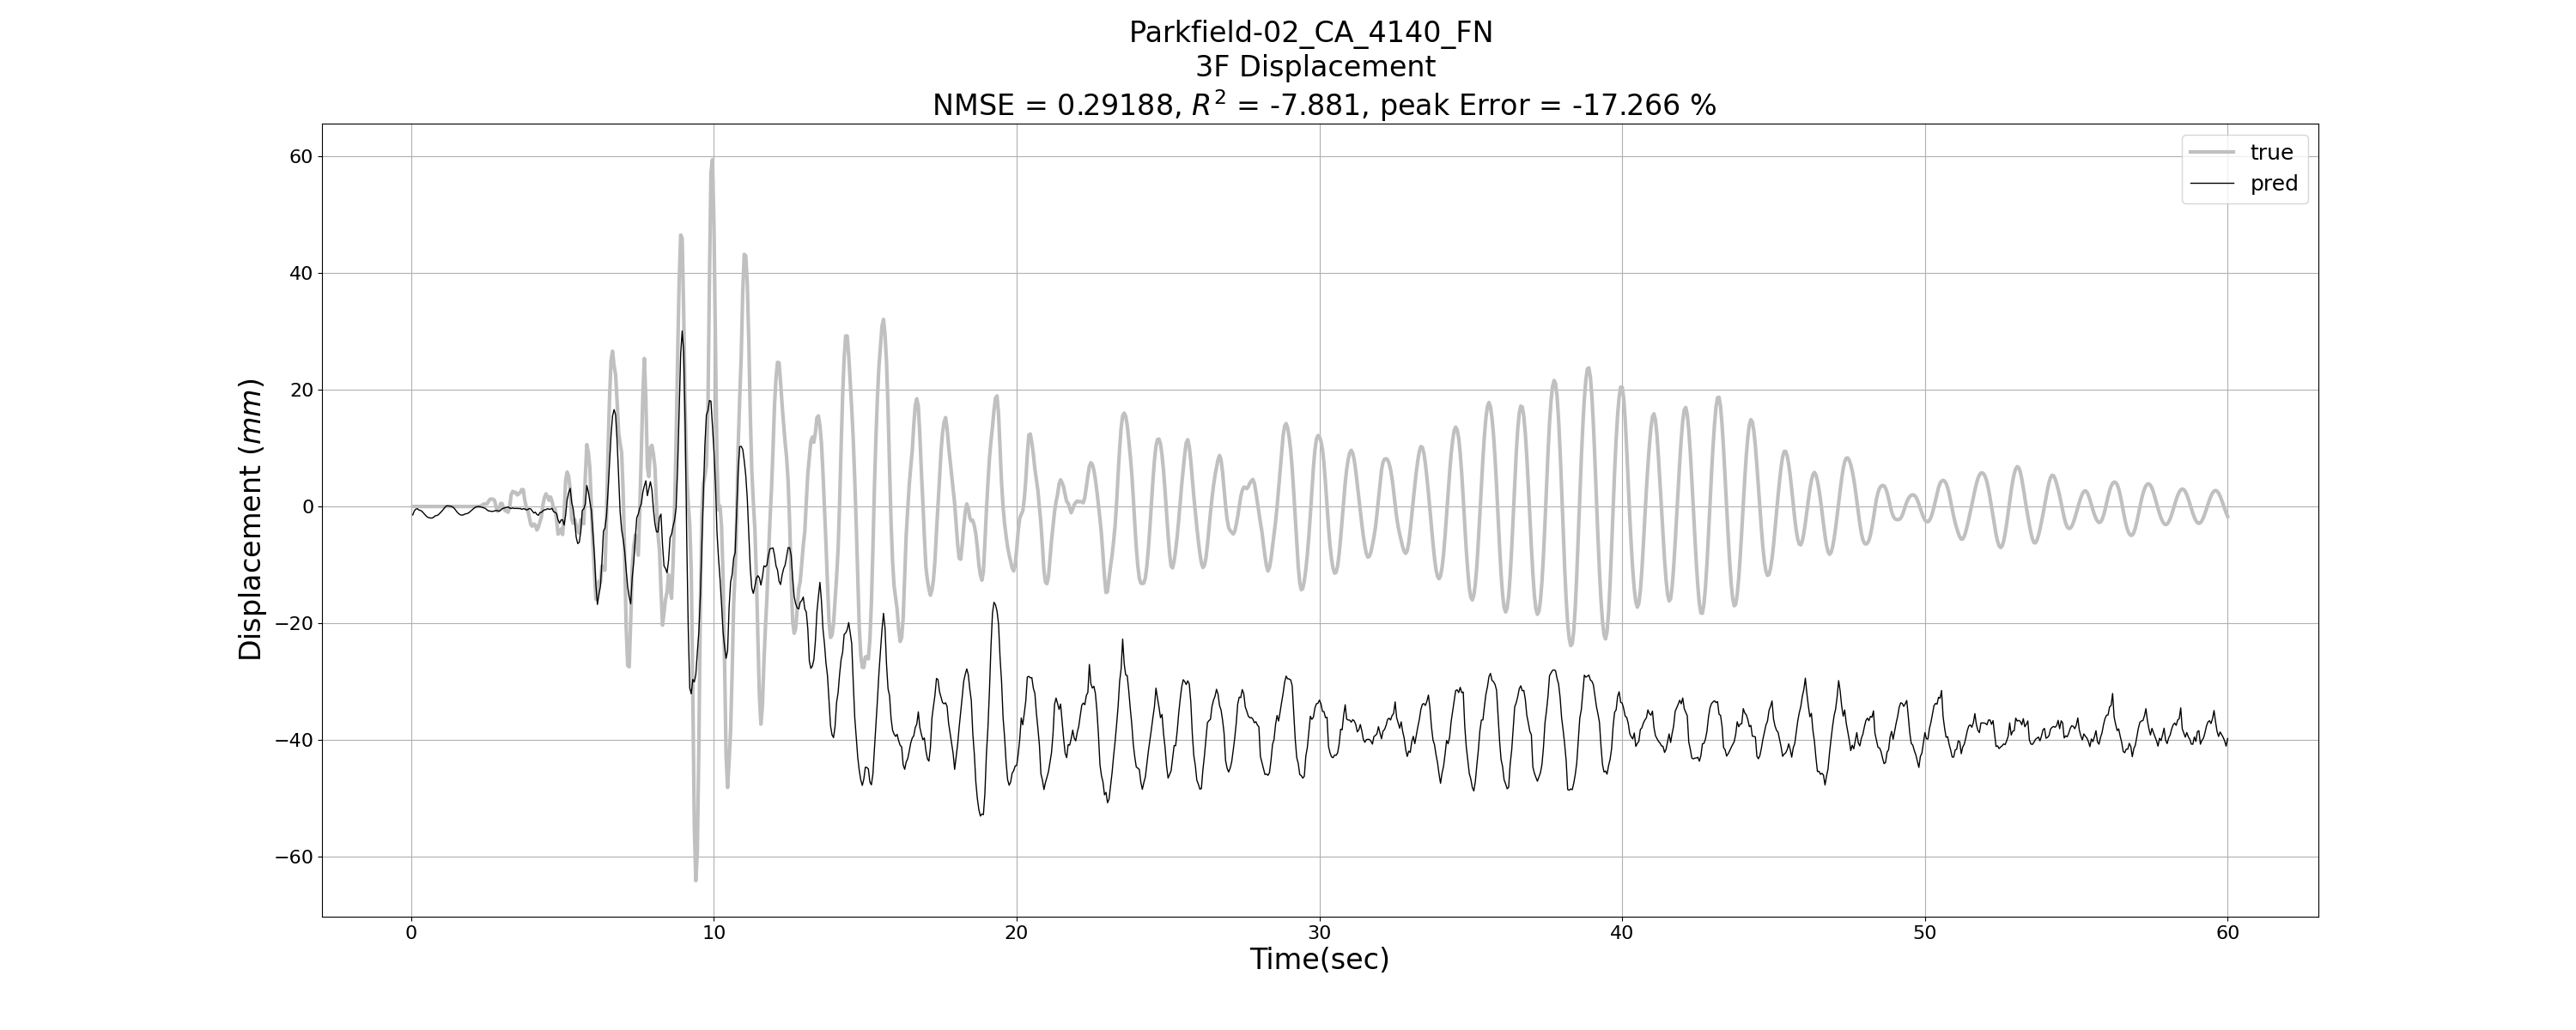 Parkfield-02_CA_4140_FN
3F Displacement
NMSE = 0.29188, R² = -7.881, peak Error = -17.266 %
true
pred
60
40
20
0
−20
−40
−60
Displacement (mm)
0 10 20 30 40 50 60
Time(sec)